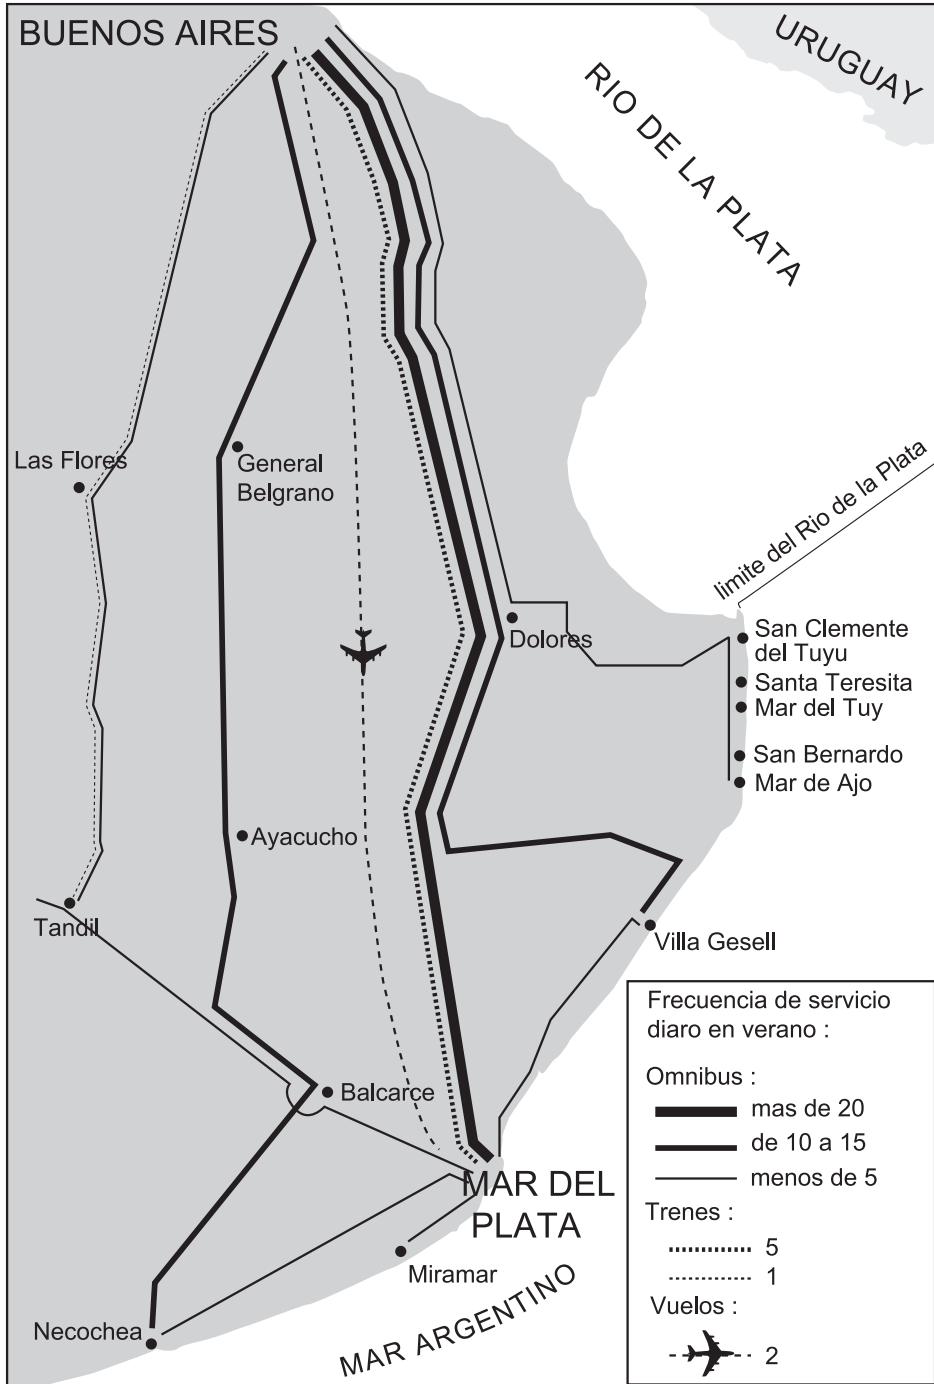 BUENOS AIRES
URUGUAY
RIO DE LA PLATA
Las Flores
General
Belgrano
limite del Rio de la Plata
Dolores
San Clemente
del Tuyu
Santa Teresita
Mar del Tuy
San Bernardo
Mar de Ajo
Ayacucho
Tandil
Villa Gesell
Balcarce
MAR DEL
PLATA
Miramar
Necochea
MAR ARGENTINO
Frecuencia de servicio
diaro en verano :
Omnibus :
mas de 20
de 10 a 15
menos de 5
Trenes :
5
1
Vuelos :
2